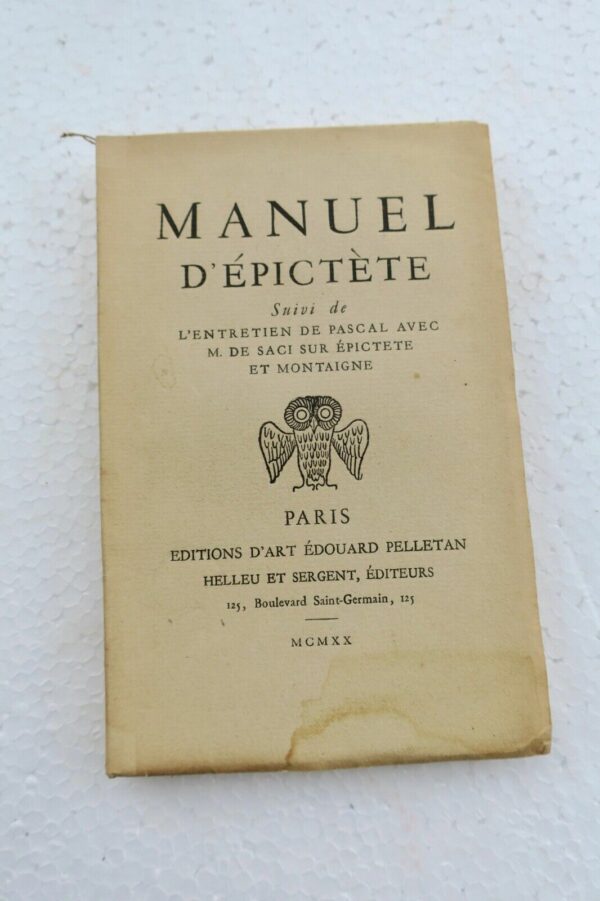 MANUEL
D'ÉPICTÈTE
Suivi de
L'ENTRETIEN DE PASCAL AVEC
M. DE SACI SUR ÉPICTETE
ET MONTAIGNE
PARIS
EDITIONS D'ART ÉDOUARD PELLETAN
HELLEU ET SERGENT, ÉDITEURS
125, Boulevard Saint-Germain, 125
MCMXX